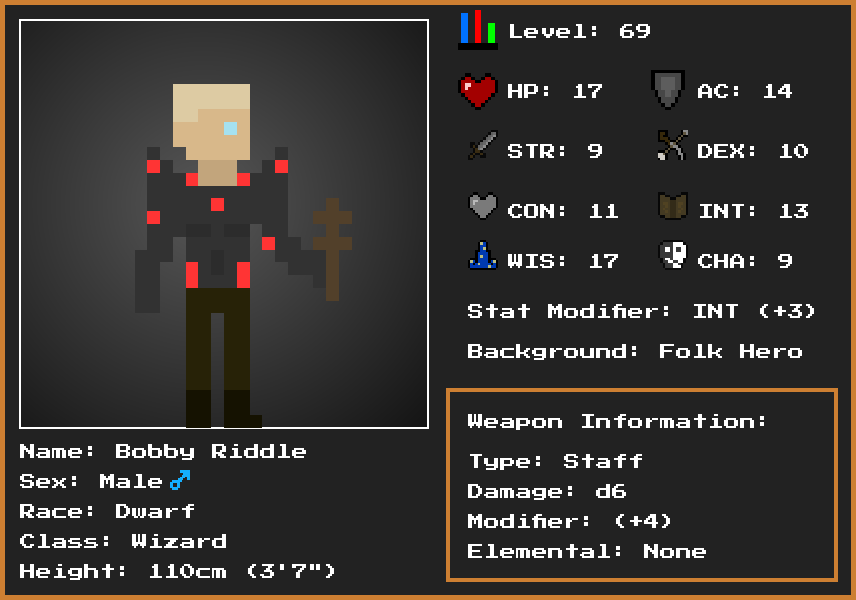 Level: 69
HP: 17
AC: 14
STR: 9
DEX: 10
CON: 11
INT: 13
WIS: 17
CHA: 9
Stat Modifier: INT (+3)
Background: Folk Hero
Weapon Information:
Type: Staff
Damage: d6
Modifier: (+4)
Elemental: None
Name: Bobby Riddle
Sex: Male ♂
Race: Dwarf
Class: Wizard
Height: 110cm (3'7")